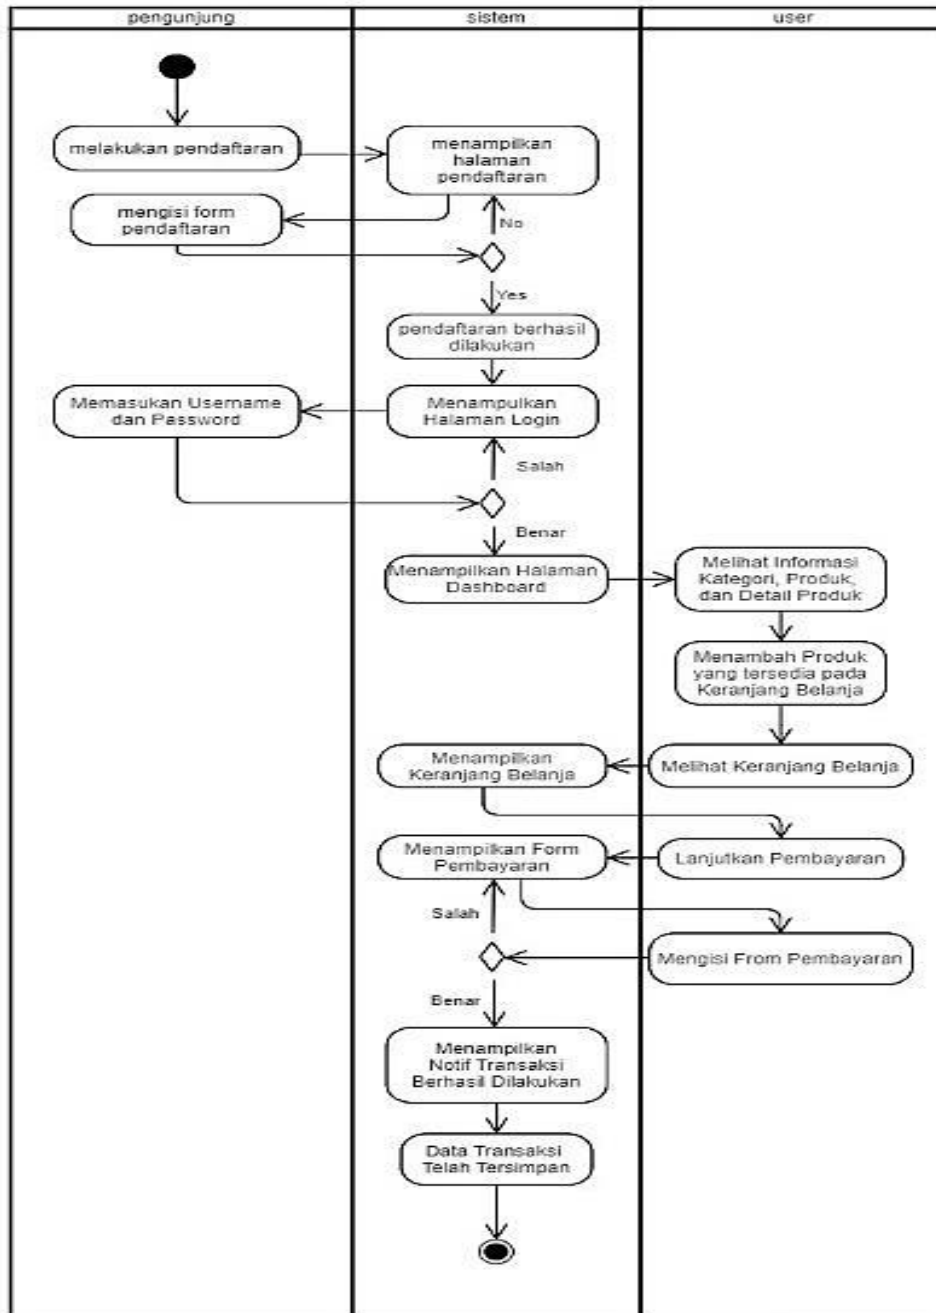 pengunjung
sistem
user
melakukan pendaftaran
menampilkan
halaman
pendaftaran
mengisi form
pendaftaran
No
Yes
pendaftaran berhasil
dilakukan
Memasukan Username
dan Password
Menampulkan
Halaman Login
Salah
Benar
Menampilkan Halaman
Dashboard
Melihat Informasi
Kategori, Produk,
dan Detail Produk
Menambah Produk
yang tersedia pada
Keranjang Belanja
Menampilkan
Keranjang Belanja
Melihat Keranjang Belanja
Menampilkan Form
Pembayaran
Lanjutkan Pembayaran
Salah
Mengisi From Pembayaran
Benar
Menampilkan
Notif Transaksi
Berhasil Dilakukan
Data Transaksi
Telah Tersimpan